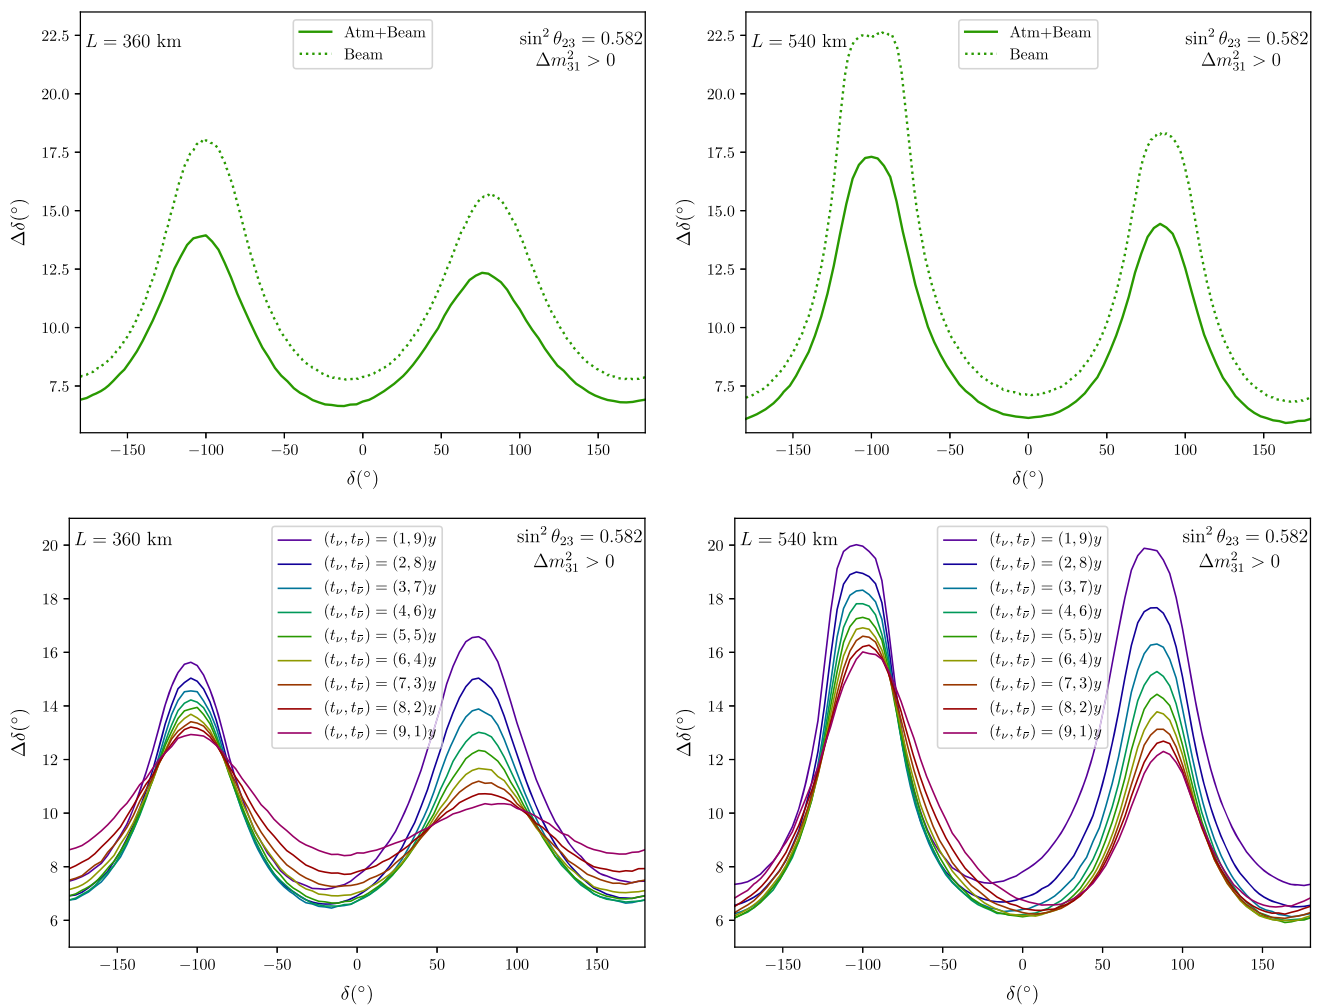 L = 360 km
Atm+Beam
Beam
sin² θ₂₃ = 0.582
Δm²₃₁ > 0
22.5
20.0
17.5
15.0
12.5
10.0
7.5
Δδ(°)
−150 −100 −50 0 50 100 150
δ(°)
L = 540 km
Atm+Beam
Beam
sin² θ₂₃ = 0.582
Δm²₃₁ > 0
22.5
20.0
17.5
15.0
12.5
10.0
7.5
Δδ(°)
−150 −100 −50 0 50 100 150
δ(°)
L = 360 km
(t_ν, t_ν̄) = (1, 9)y
(t_ν, t_ν̄) = (2, 8)y
(t_ν, t_ν̄) = (3, 7)y
(t_ν, t_ν̄) = (4, 6)y
(t_ν, t_ν̄) = (5, 5)y
(t_ν, t_ν̄) = (6, 4)y
(t_ν, t_ν̄) = (7, 3)y
(t_ν, t_ν̄) = (8, 2)y
(t_ν, t_ν̄) = (9, 1)y
sin² θ₂₃ = 0.582
Δm²₃₁ > 0
20
18
16
14
12
10
8
6
Δδ(°)
−150 −100 −50 0 50 100 150
δ(°)
L = 540 km
(t_ν, t_ν̄) = (1, 9)y
(t_ν, t_ν̄) = (2, 8)y
(t_ν, t_ν̄) = (3, 7)y
(t_ν, t_ν̄) = (4, 6)y
(t_ν, t_ν̄) = (5, 5)y
(t_ν, t_ν̄) = (6, 4)y
(t_ν, t_ν̄) = (7, 3)y
(t_ν, t_ν̄) = (8, 2)y
(t_ν, t_ν̄) = (9, 1)y
sin² θ₂₃ = 0.582
Δm²₃₁ > 0
20
18
16
14
12
10
8
6
Δδ(°)
−150 −100 −50 0 50 100 150
δ(°)